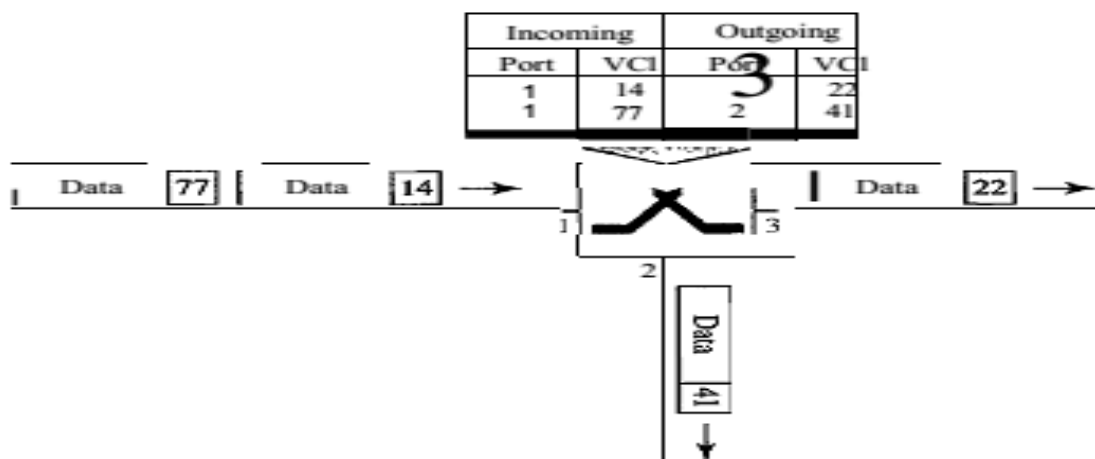 Incoming Outgoing
Port VCI Port VCI
1 14 3 22
1 77 2 41
Data 77 Data 14 Data 22
1 3
2
Data 41